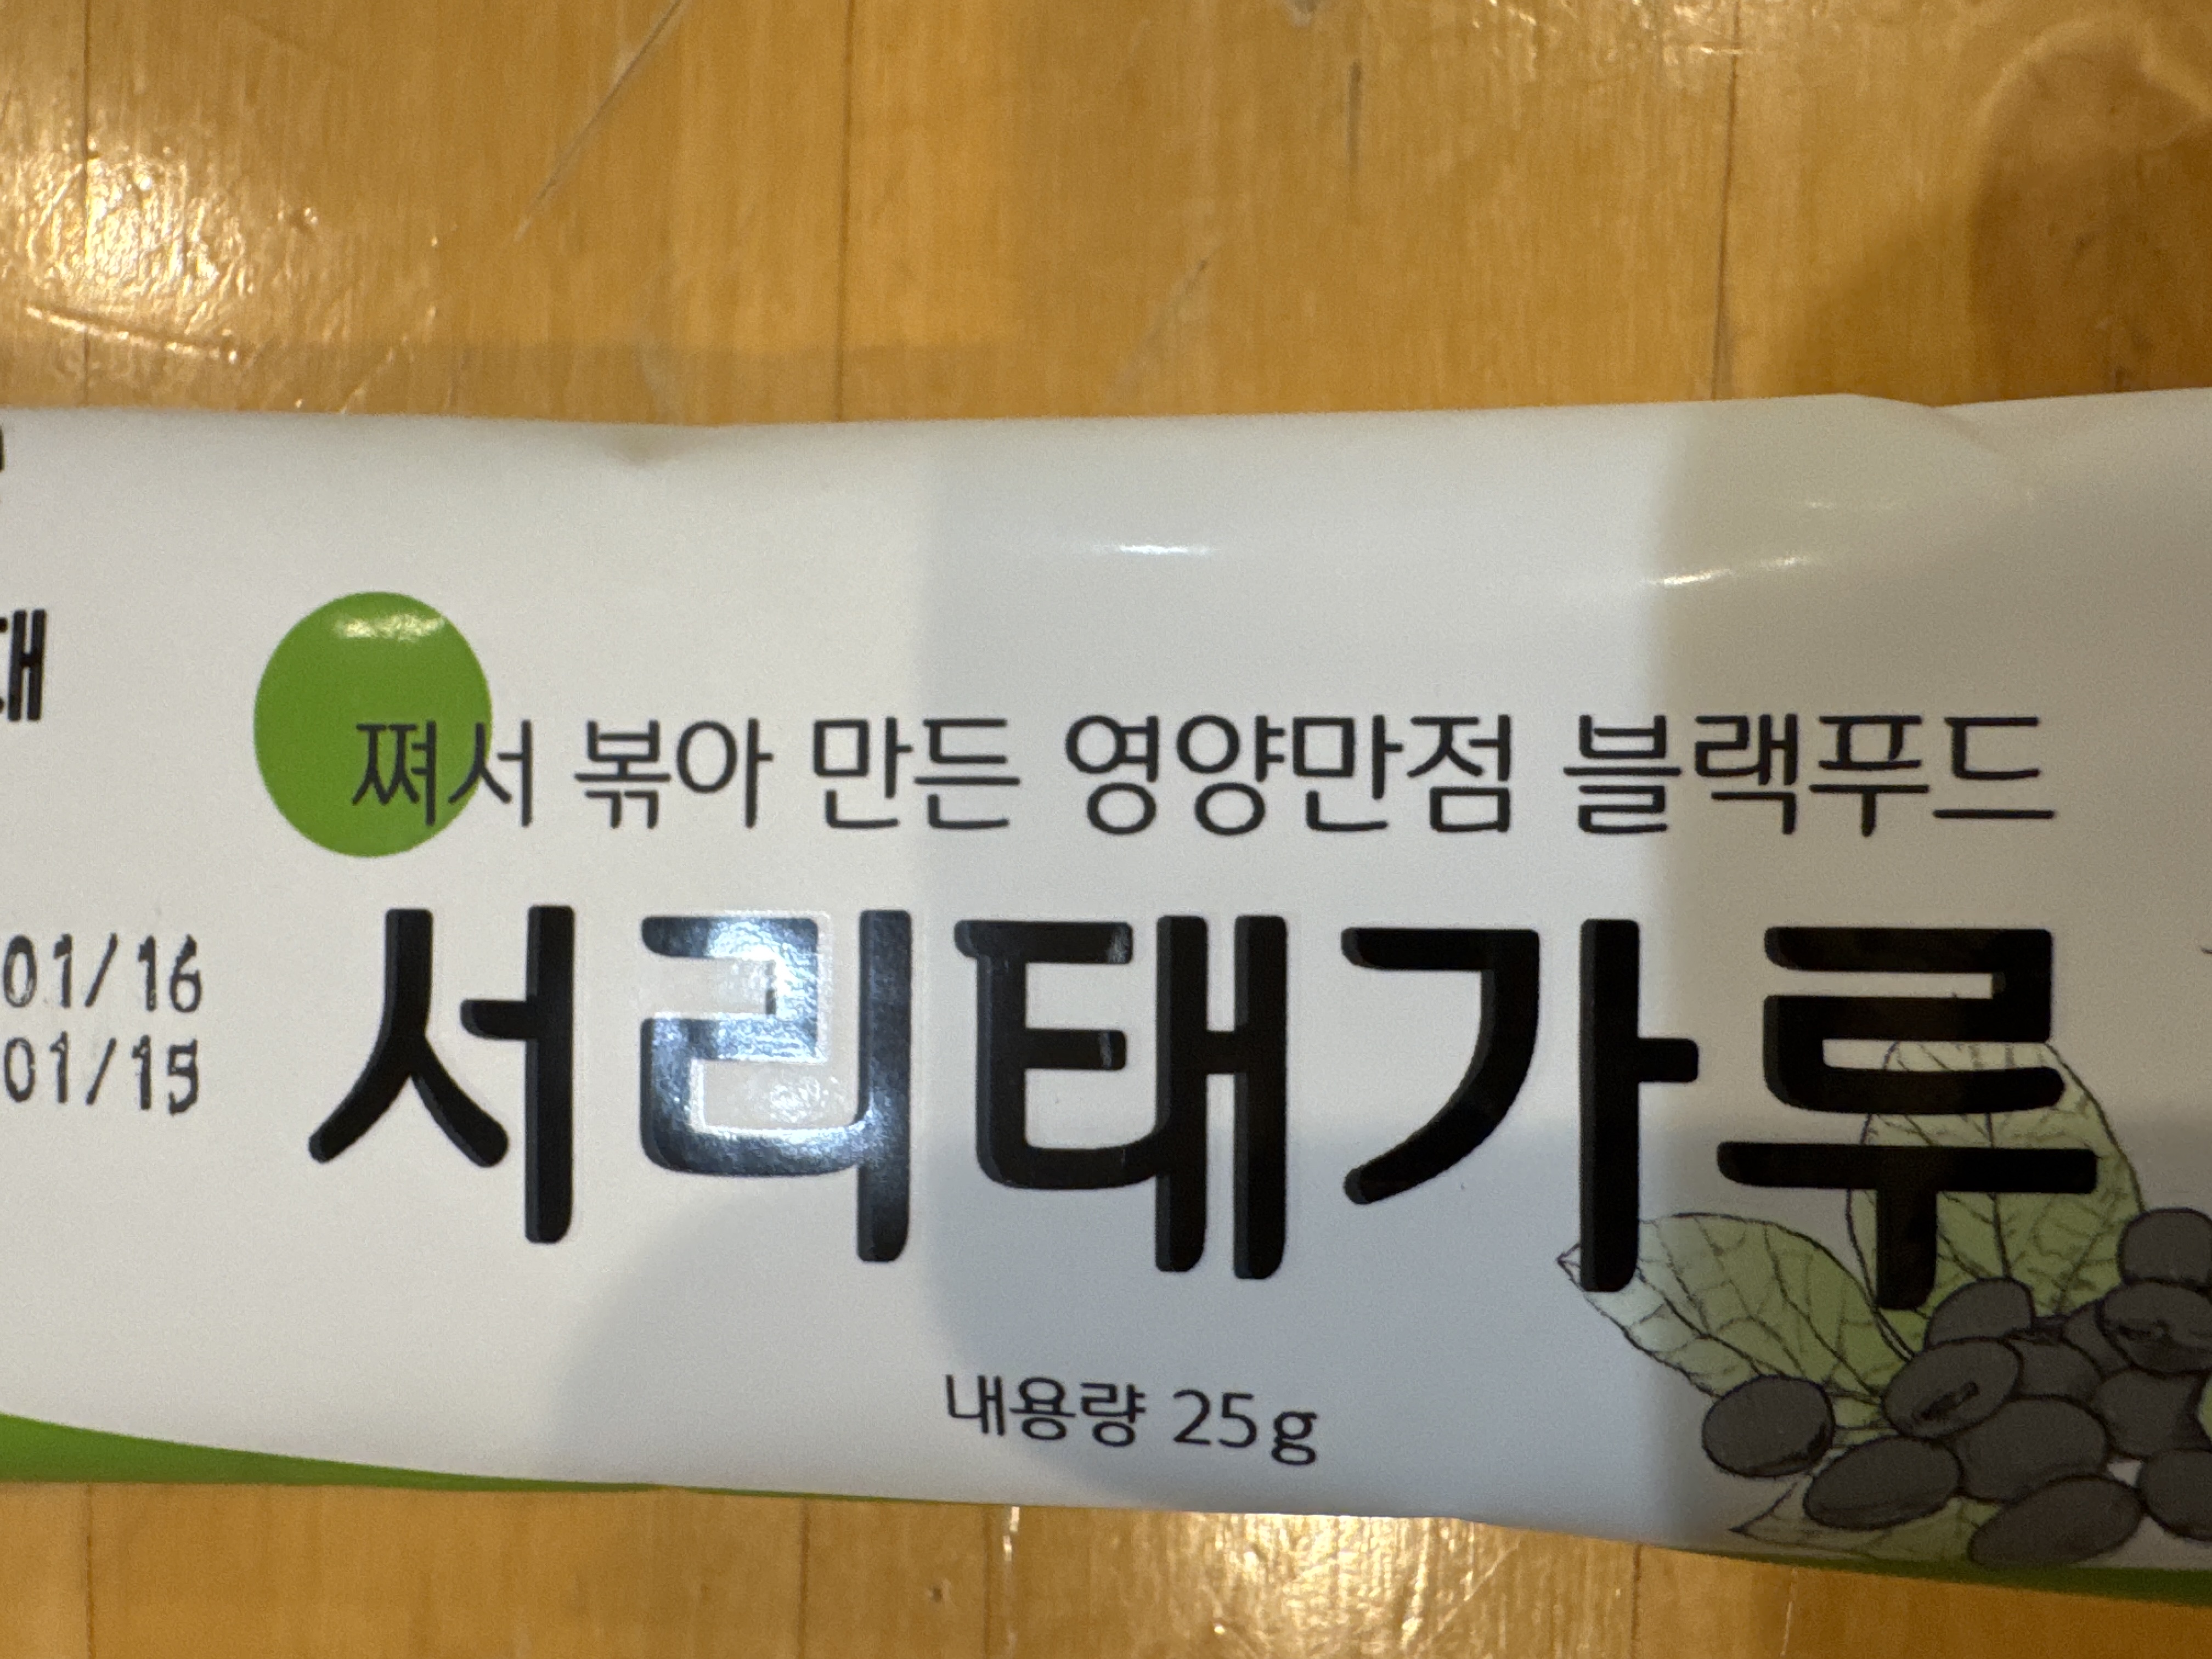 쪄서 볶아 만든 영양만점 블랙푸드
서리태가루
01/16
01/15
내용량 25g